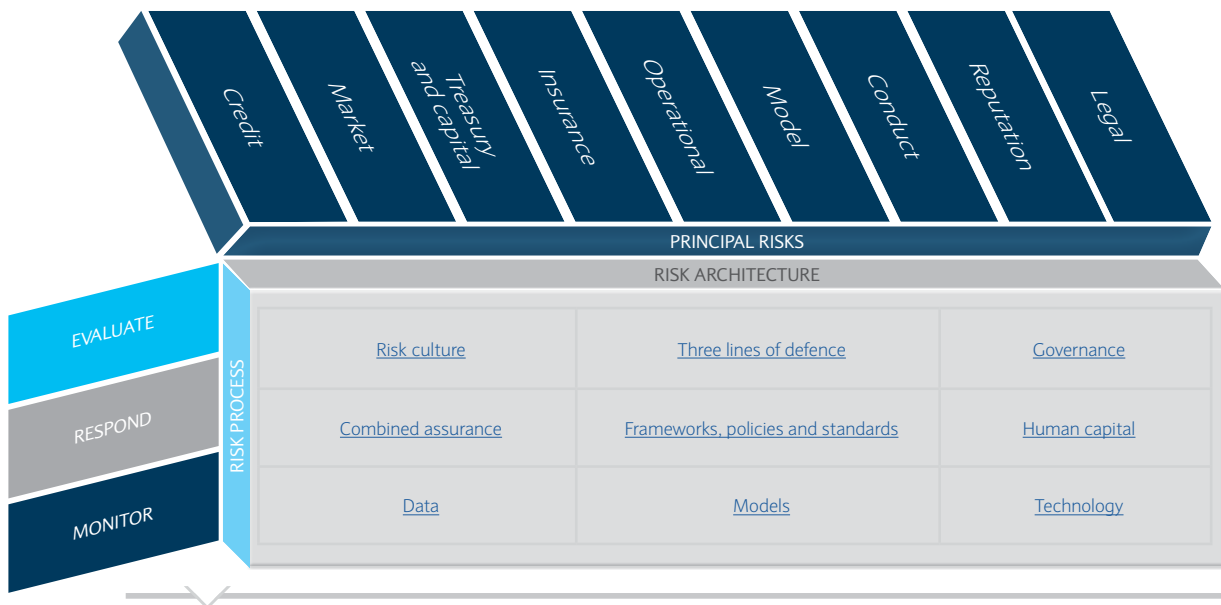 Credit
Market
Treasury
and capital
Insurance
Operational
Model
Conduct
Reputation
Legal
PRINCIPAL RISKS
RISK ARCHITECTURE
EVALUATE
RESPOND
MONITOR
RISK PROCESS
Risk culture
Three lines of defence
Governance
Combined assurance
Frameworks, policies and standards
Human capital
Data
Models
Technology